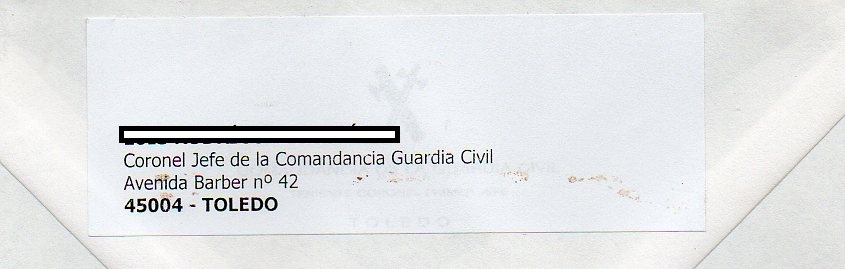 Coronel Jefe de la Comandancia Guardia Civil
Avenida Barber nº 42
45004 - TOLEDO